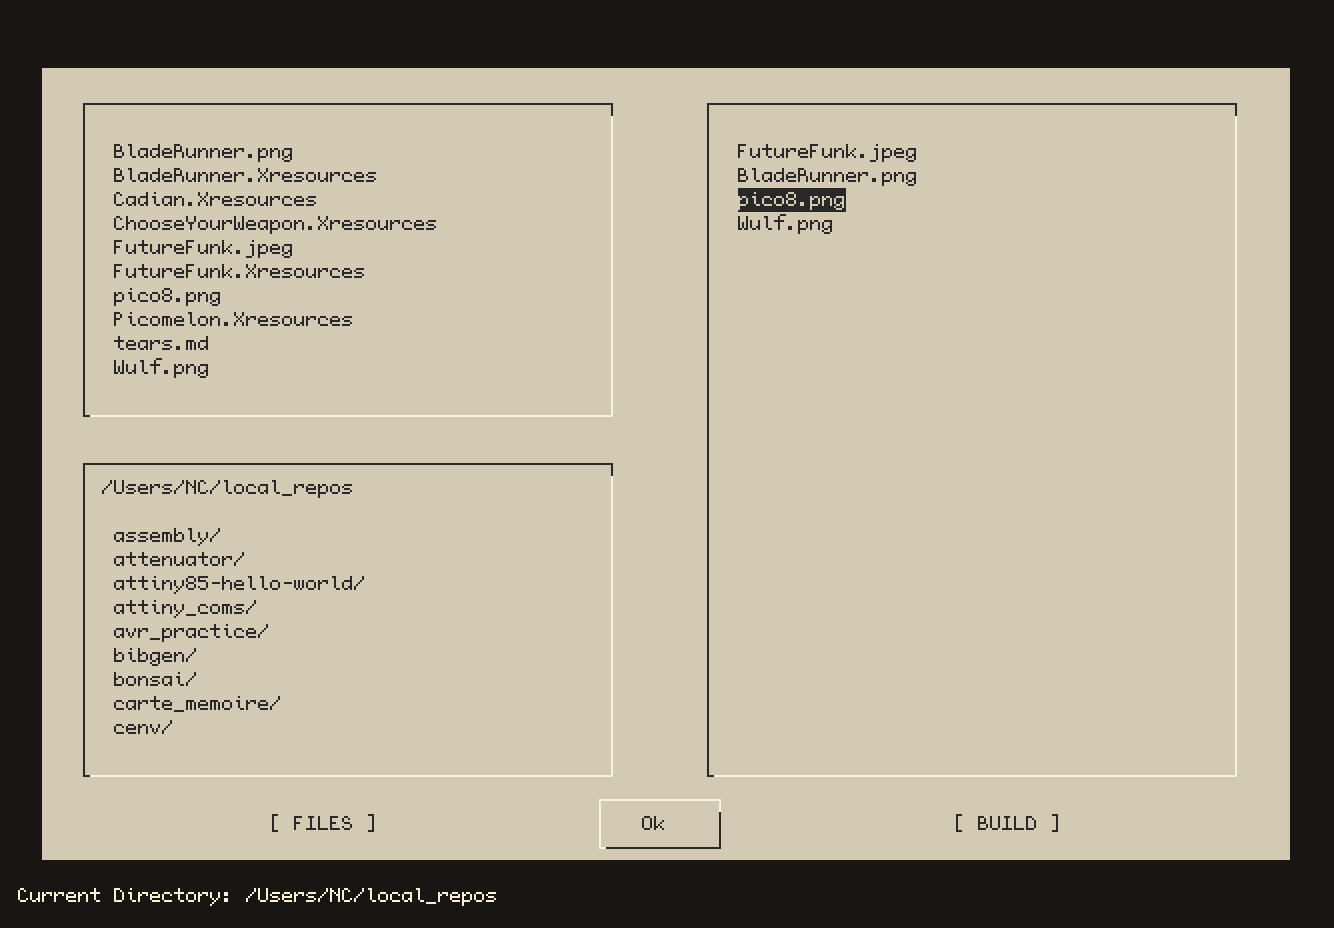 BladeRunner.png
BladeRunner.Xresources
Cadian.Xresources
ChooseYourWeapon.Xresources
FutureFunk.jpeg
FutureFunk.Xresources
pico8.png
Picomelon.Xresources
tears.md
Wulf.png
/Users/NC/local_repos
assembly/
attenuator/
attiny85-hello-world/
attiny_coms/
avr_practice/
bibgen/
bonsai/
carte_memoire/
cenv/
FutureFunk.jpeg
BladeRunner.png
pico8.png
Wulf.png
[ FILES ]
Ok
[ BUILD ]
Current Directory: /Users/NC/local_repos